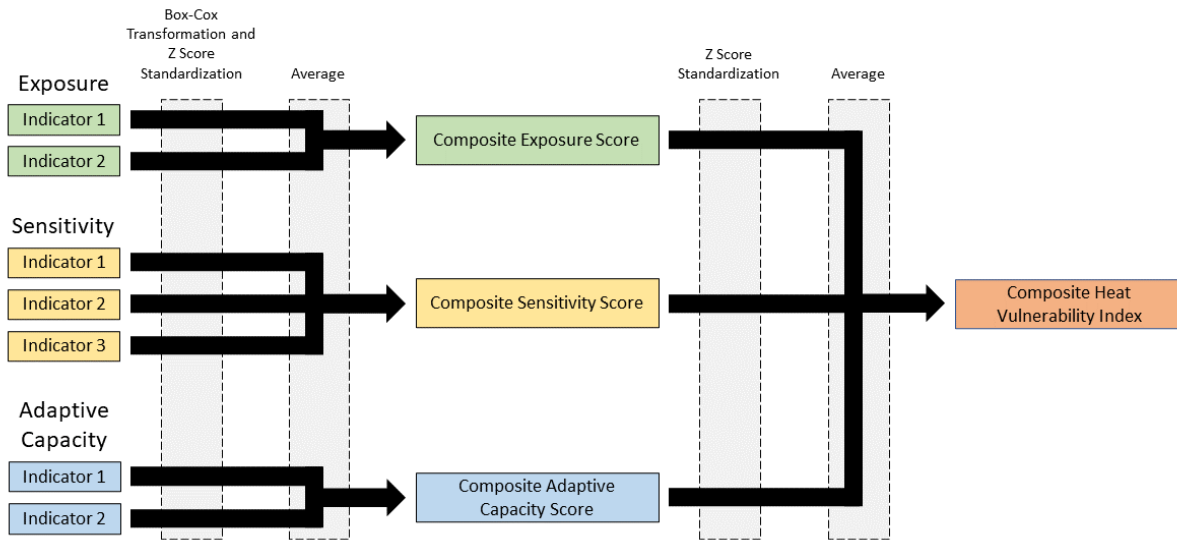 Box-Cox
Transformation and
Z Score
Standardization
Average
Z Score
Standardization
Average
Exposure
Indicator 1
Indicator 2
Composite Exposure Score
Sensitivity
Indicator 1
Indicator 2
Indicator 3
Composite Sensitivity Score
Composite Heat
Vulnerability Index
Adaptive
Capacity
Indicator 1
Indicator 2
Composite Adaptive
Capacity Score